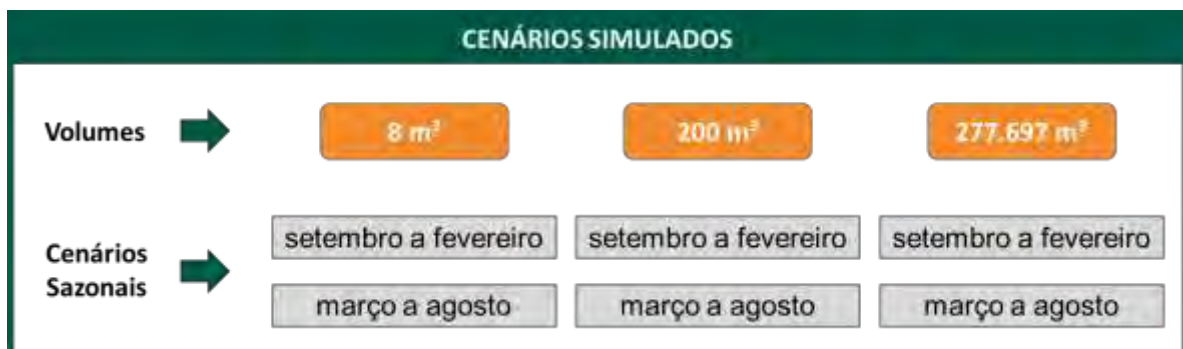 CENÁRIOS SIMULADOS
Volumes
8 m³
200 m³
277.697 m³
Cenários
Sazonais
setembro a fevereiro
setembro a fevereiro
setembro a fevereiro
março a agosto
março a agosto
março a agosto